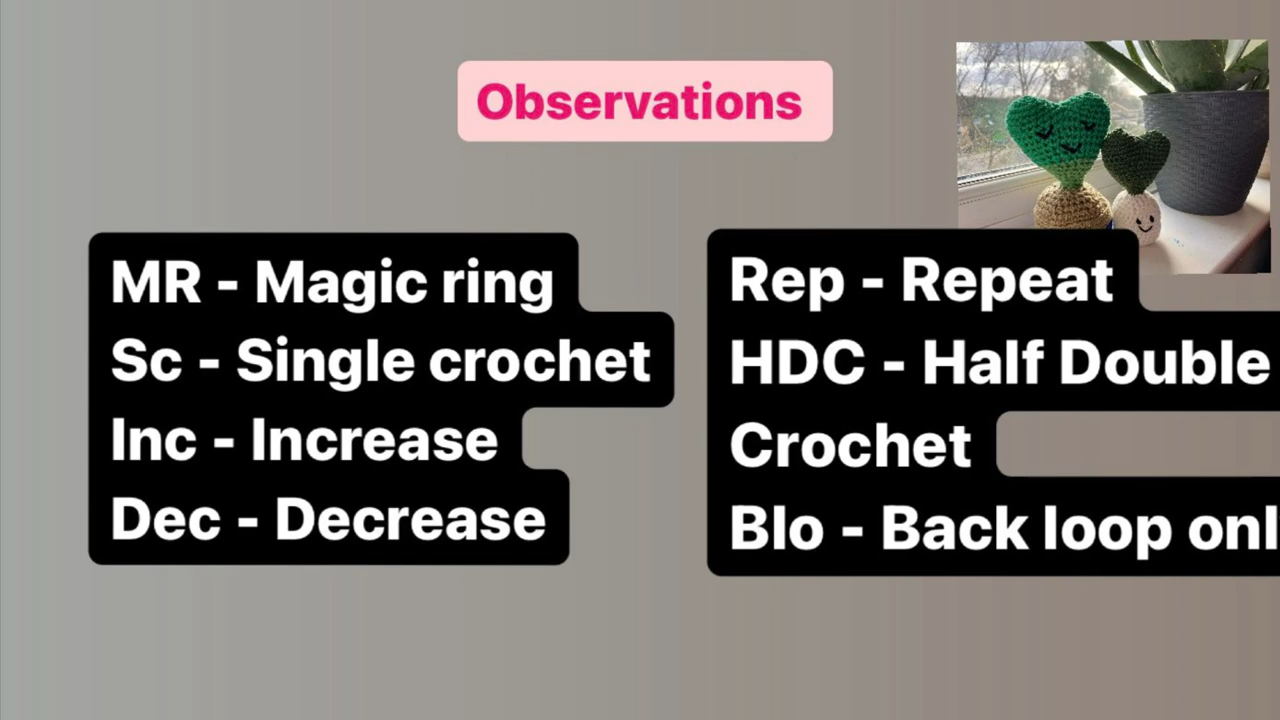 Observations
MR - Magic ring
Sc - Single crochet
Inc - Increase
Dec - Decrease
Rep - Repeat
HDC - Half Double
Crochet
Blo - Back loop onl